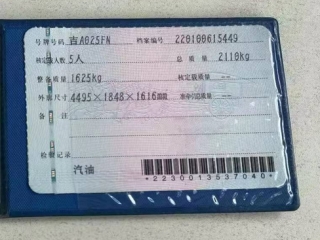 号牌号码 吉A025FN 档案编号 220100615449
核定载人数 5人 总质量 2110kg
整备质量 1625kg 核定载质量 --
外廓尺寸 4495×1848×1616mm 准牵引总质量 --
备注
检验记录
汽油
*2230013537040*